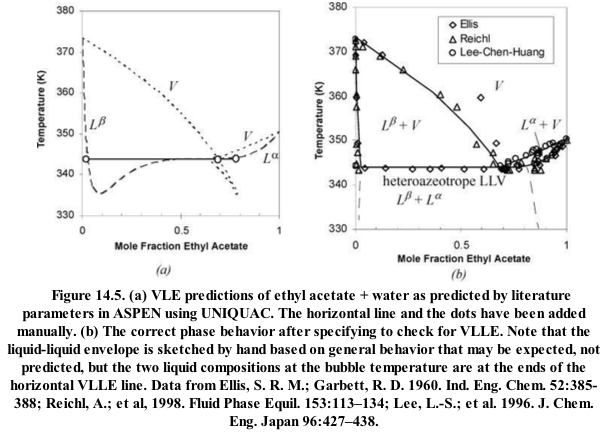 380
370
360
350
340
330
Temperature (K)
V
Lβ
V
Lα
0
0.5
1
Mole Fraction Ethyl Acetate
(a)
380
370
360
350
340
330
Temperature (K)
Ellis
Reichl
Lee-Chen-Huang
V
Lβ + V
Lα + V
heteroazeotrope LLV
Lβ + Lα
0
0.5
1
Mole Fraction Ethyl Acetate
(b)
Figure 14.5. (a) VLE predictions of ethyl acetate + water as predicted by literature
parameters in ASPEN using UNIQUAC. The horizontal line and the dots have been added
manually. (b) The correct phase behavior after specifying to check for VLLE. Note that the
liquid-liquid envelope is sketched by hand based on general behavior that may be expected, not
predicted, but the two liquid compositions at the bubble temperature are at the ends of the
horizontal VLLE line. Data from Ellis, S. R. M.; Garbett, R. D. 1960. Ind. Eng. Chem. 52:385-
388; Reichl, A.; et al, 1998. Fluid Phase Equil. 153:113–134; Lee, L.-S.; et al. 1996. J. Chem.
Eng. Japan 96:427–438.